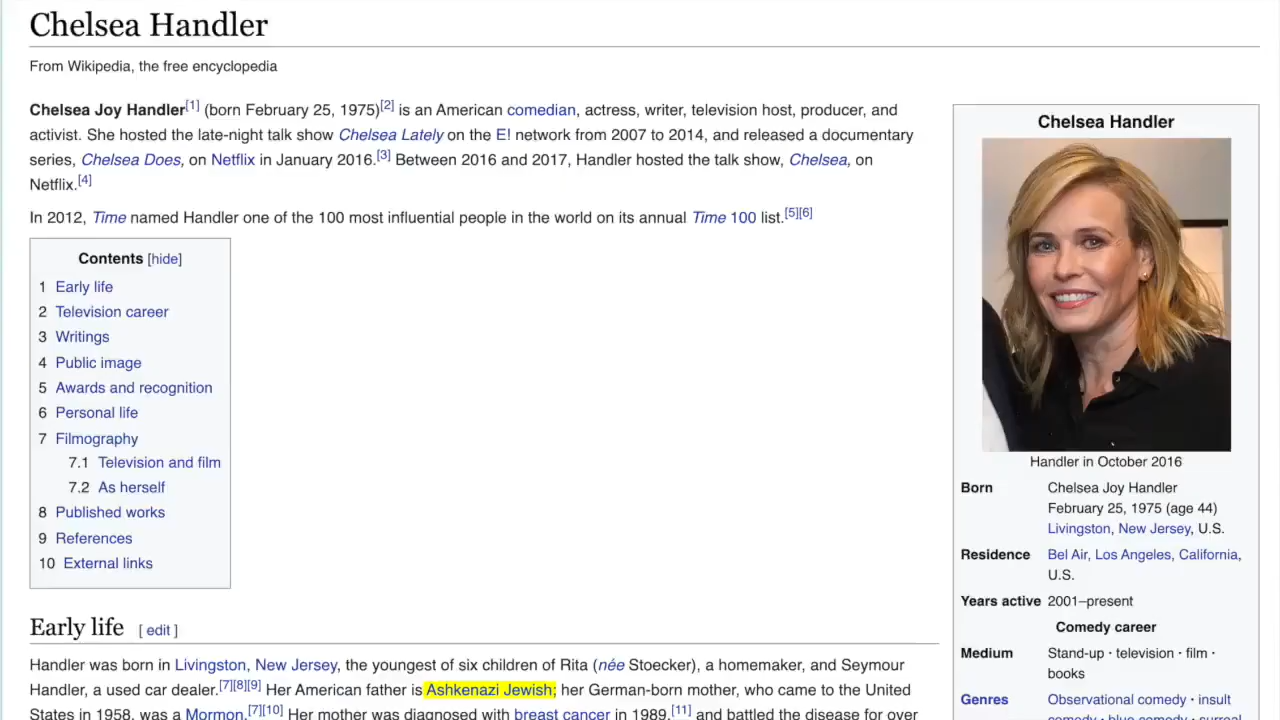 Chelsea Handler
From Wikipedia, the free encyclopedia
Chelsea Joy Handler[1] (born February 25, 1975)[2] is an American comedian, actress, writer, television host, producer, and
activist. She hosted the late-night talk show Chelsea Lately on the E! network from 2007 to 2014, and released a documentary
series, Chelsea Does, on Netflix in January 2016.[3] Between 2016 and 2017, Handler hosted the talk show, Chelsea, on
Netflix.[4]
In 2012, Time named Handler one of the 100 most influential people in the world on its annual Time 100 list.[5][6]
Contents [hide]
1 Early life
2 Television career
3 Writings
4 Public image
5 Awards and recognition
6 Personal life
7 Filmography
7.1 Television and film
7.2 As herself
8 Published works
9 References
10 External links
Early life [ edit ]
Handler was born in Livingston, New Jersey, the youngest of six children of Rita (née Stoecker), a homemaker, and Seymour
Handler, a used car dealer.[7][8][9] Her American father is Ashkenazi Jewish; her German-born mother, who came to the United
States in 1958, was a Mormon.[7][10] Her mother was diagnosed with breast cancer in 1989,[11] and battled the disease for over
Chelsea Handler
Handler in October 2016
Born Chelsea Joy Handler
February 25, 1975 (age 44)
Livingston, New Jersey, U.S.
Residence Bel Air, Los Angeles, California,
U.S.
Years active 2001–present
Comedy career
Medium Stand-up · television · film ·
books
Genres Observational comedy · insult
comedy · blue comedy · surreal